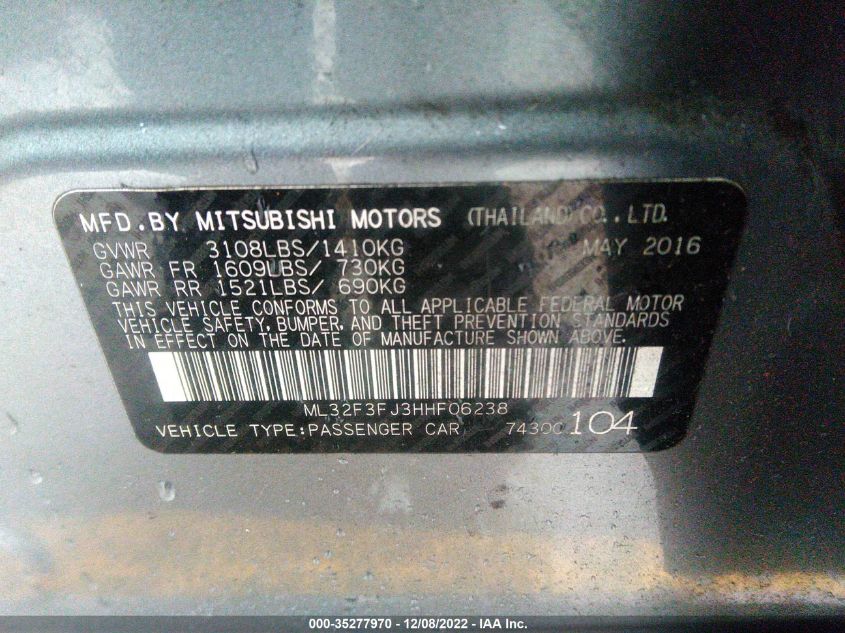 MFD.BY MITSUBISHI MOTORS (THAILAND) CO.,LTD.
GVWR 3108LBS/1410KG MAY 2016
GAWR FR 1609LBS/ 730KG
GAWR RR 1521LBS/ 690KG
THIS VEHICLE CONFORMS TO ALL APPLICABLE FEDERAL MOTOR
VEHICLE SAFETY, BUMPER, AND THEFT PREVENTION STANDARDS
IN EFFECT ON THE DATE OF MANUFACTURE SHOWN ABOVE.
ML32F3FJ3HHF06238
VEHICLE TYPE:PASSENGER CAR 74300104
000-35277970 - 12/08/2022 - IAA Inc.